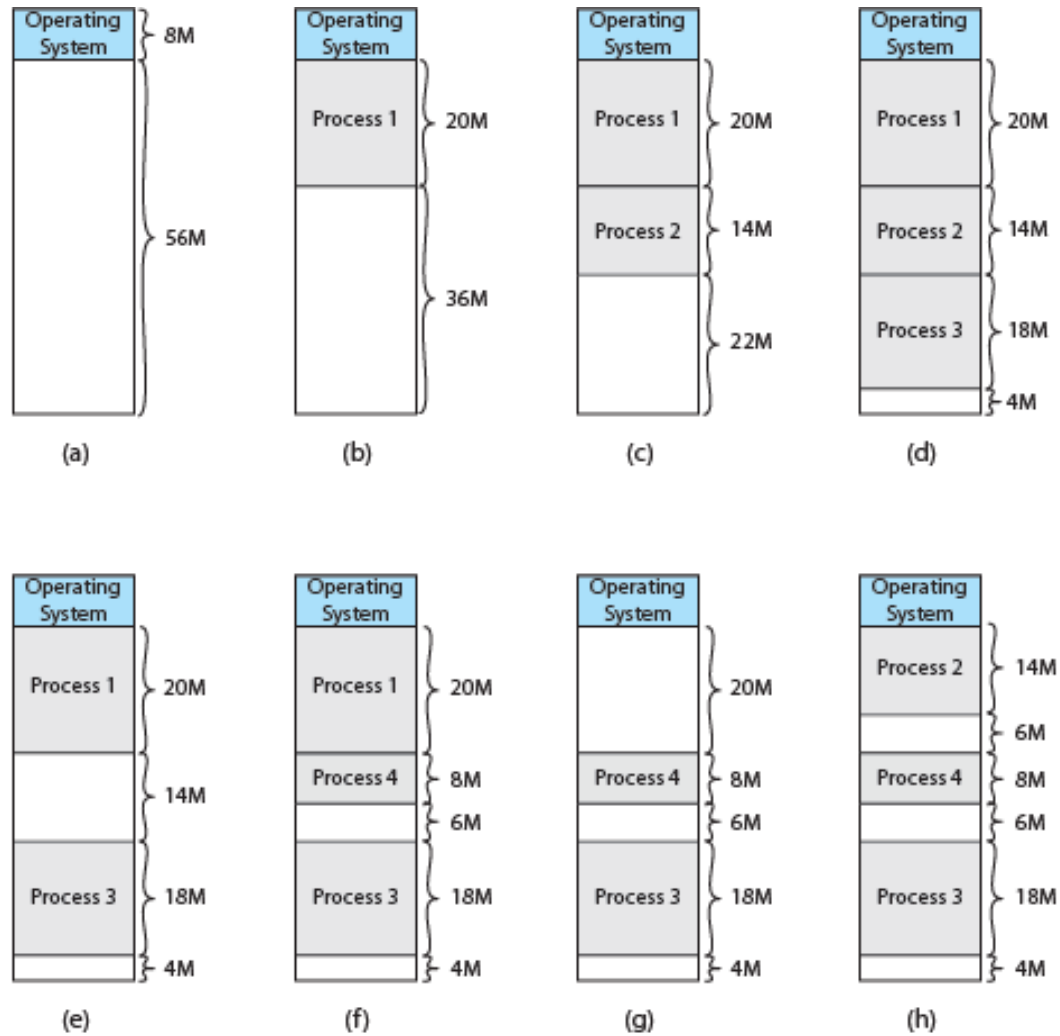 Operating
System
8M
56M
(a)
Operating
System
Process 1
20M
36M
(b)
Operating
System
Process 1
20M
Process 2
14M
22M
(c)
Operating
System
Process 1
20M
Process 2
14M
Process 3
18M
4M
(d)
Operating
System
Process 1
20M
14M
Process 3
18M
4M
(e)
Operating
System
Process 1
20M
Process 4
8M
6M
Process 3
18M
4M
(f)
Operating
System
20M
Process 4
8M
6M
Process 3
18M
4M
(g)
Operating
System
Process 2
14M
6M
Process 4
8M
6M
Process 3
18M
4M
(h)